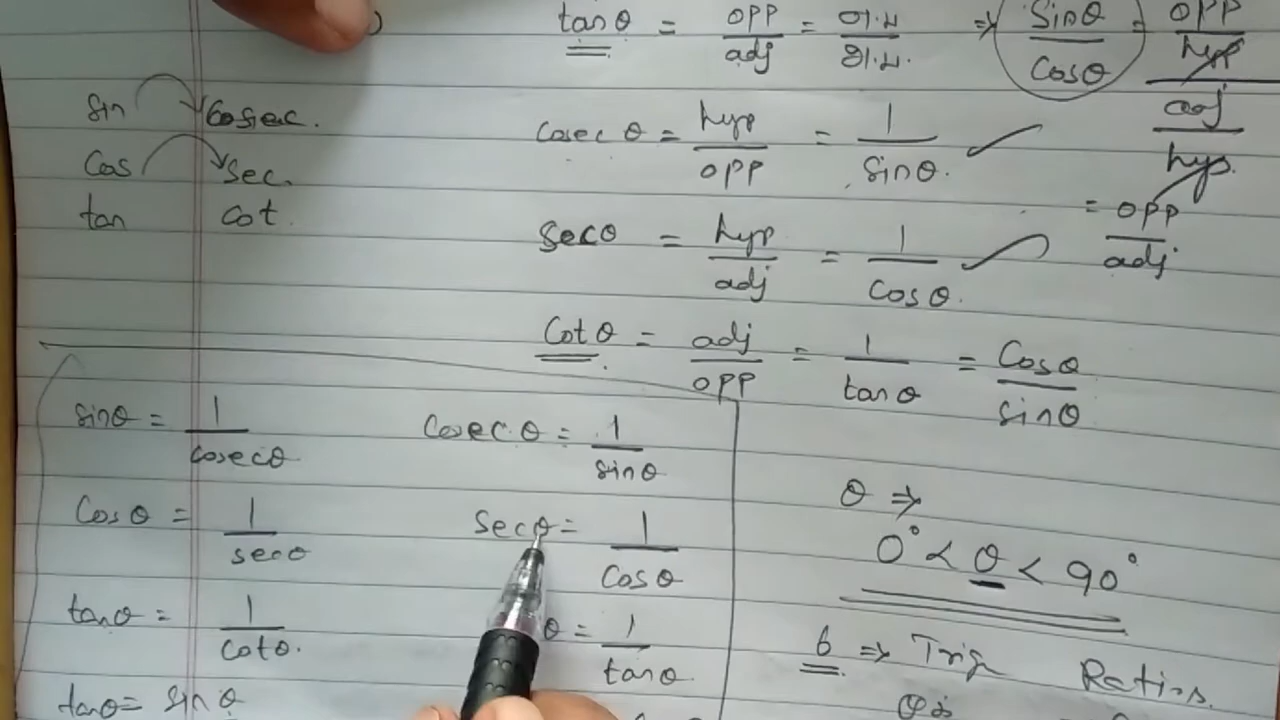 tanθ = opp/adj = સા.બ/પા.બ. ⇒ Sinθ/Cosθ = opp/hyp / adj/hyp.
= opp/adj.
sin Cosec.
Cos Sec.
tan Cot.
Cosec θ = hyp/opp = 1/sinθ.
Secθ = hyp/adj = 1/Cosθ.
Cotθ = adj/opp = 1/tanθ = Cosθ/sinθ
sinθ = 1/cosecθ Cosec.θ = 1/sinθ
Cosθ = 1/secθ Secθ = 1/Cosθ
tanθ = 1/cotθ. θ = 1/tanθ
tanθ = sinθ
θ ⇒
0° < θ < 90°
6 ⇒ Trig Ratios.